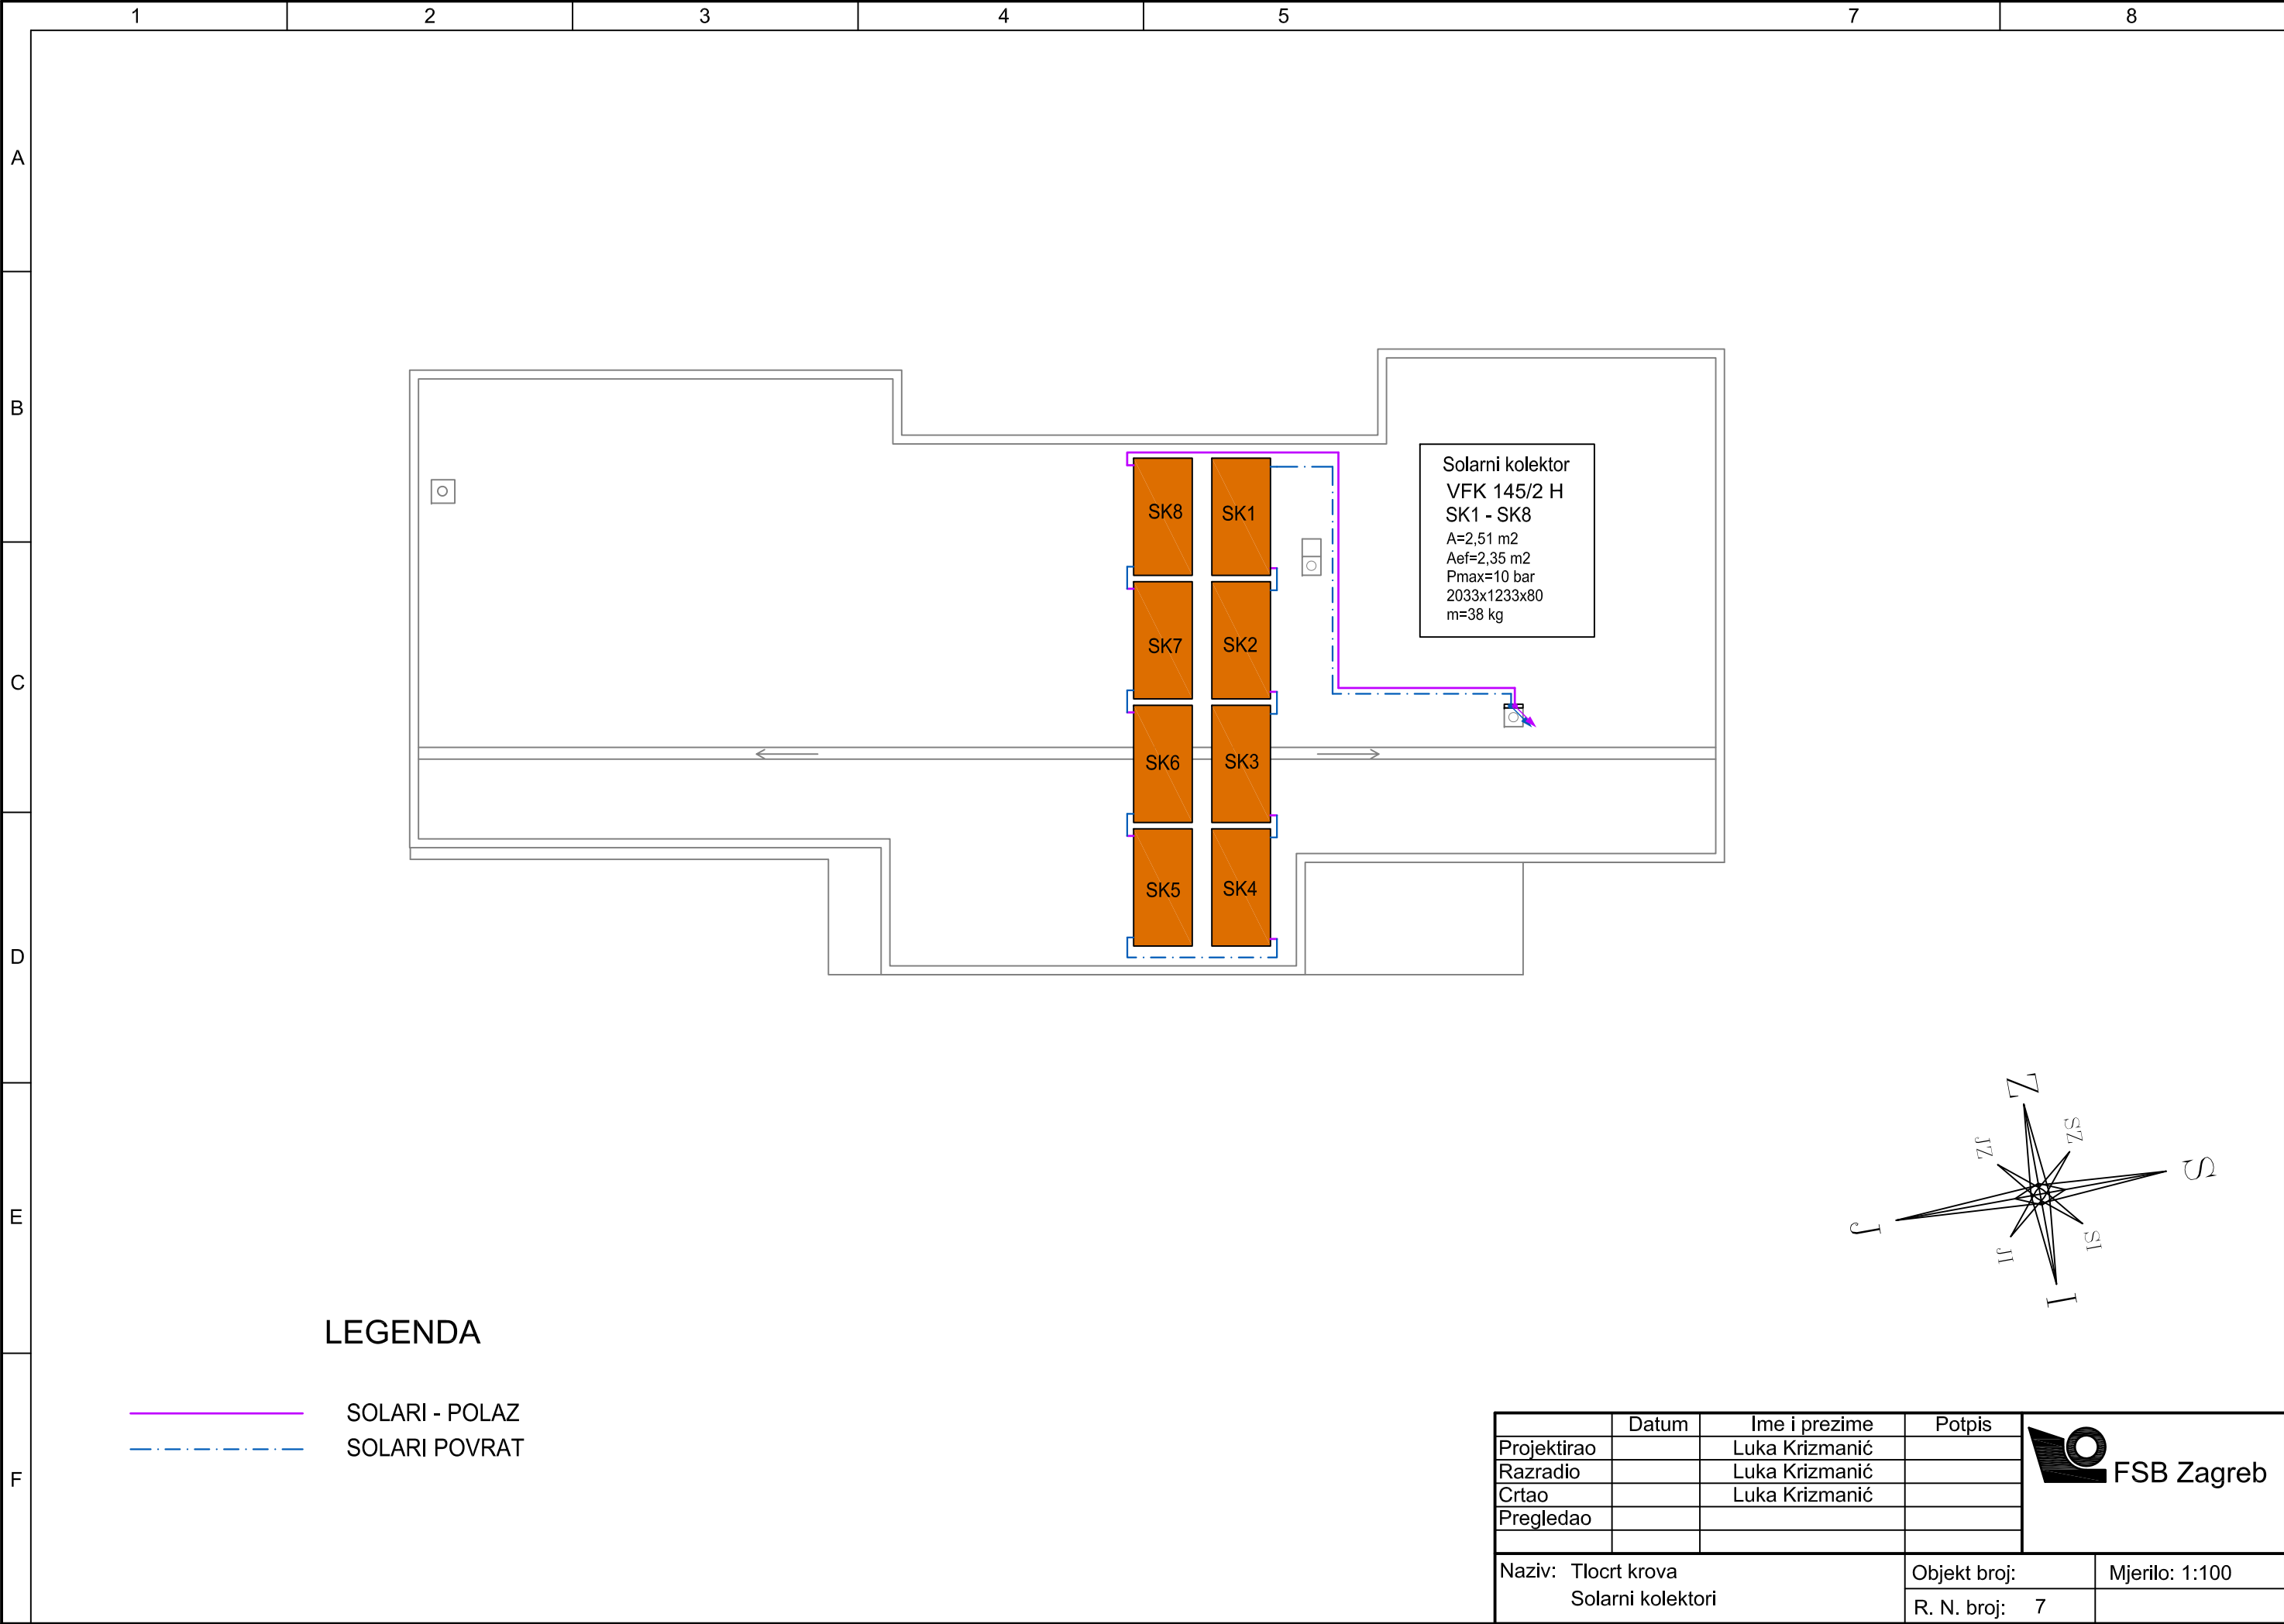 1 2 3 4 5 7 8
A
B
C
D
E
F
SK8 SK1
SK7 SK2
SK6 SK3
SK5 SK4
Solarni kolektor
VFK 145/2 H
SK1 - SK8
A=2,51 m2
Aef=2,35 m2
Pmax=10 bar
2033x1233x80
m=38 kg
Z
SZ
JZ
S
J
SI
JI
I
LEGENDA
SOLARI - POLAZ
SOLARI POVRAT
Datum Ime i prezime Potpis
Projektirao Luka Krizmanić
Razradio Luka Krizmanić
Crtao Luka Krizmanić
Pregledao
FSB Zagreb
Naziv: Tlocrt krova
Solarni kolektori
Objekt broj:
R. N. broj: 7
Mjerilo: 1:100